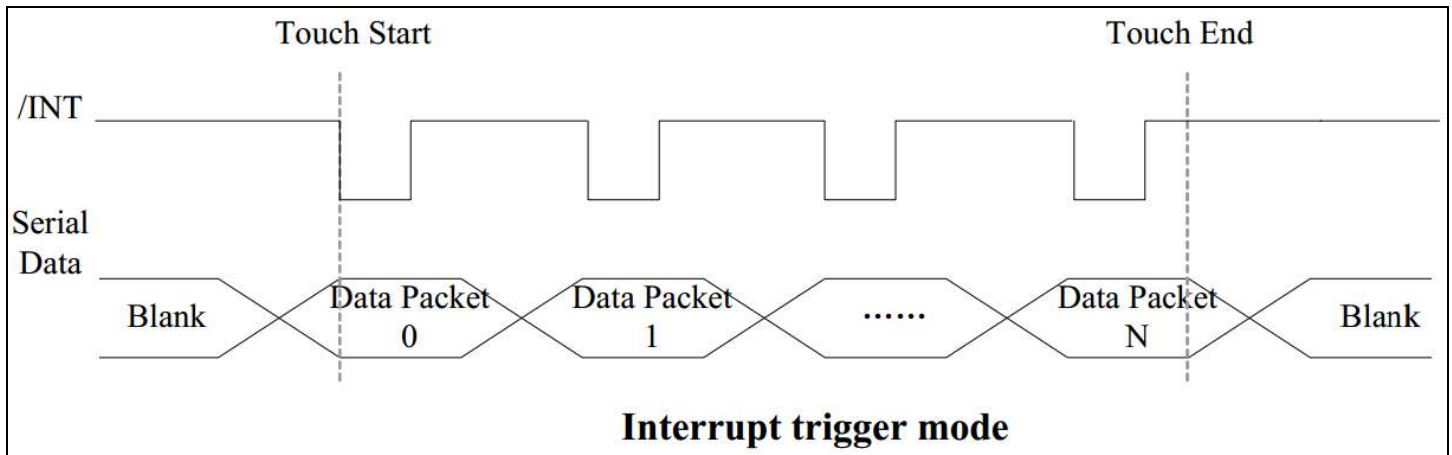 Touch Start
Touch End
/INT
Serial
Data
Blank
Data Packet
0
Data Packet
1
......
Data Packet
N
Blank
Interrupt trigger mode